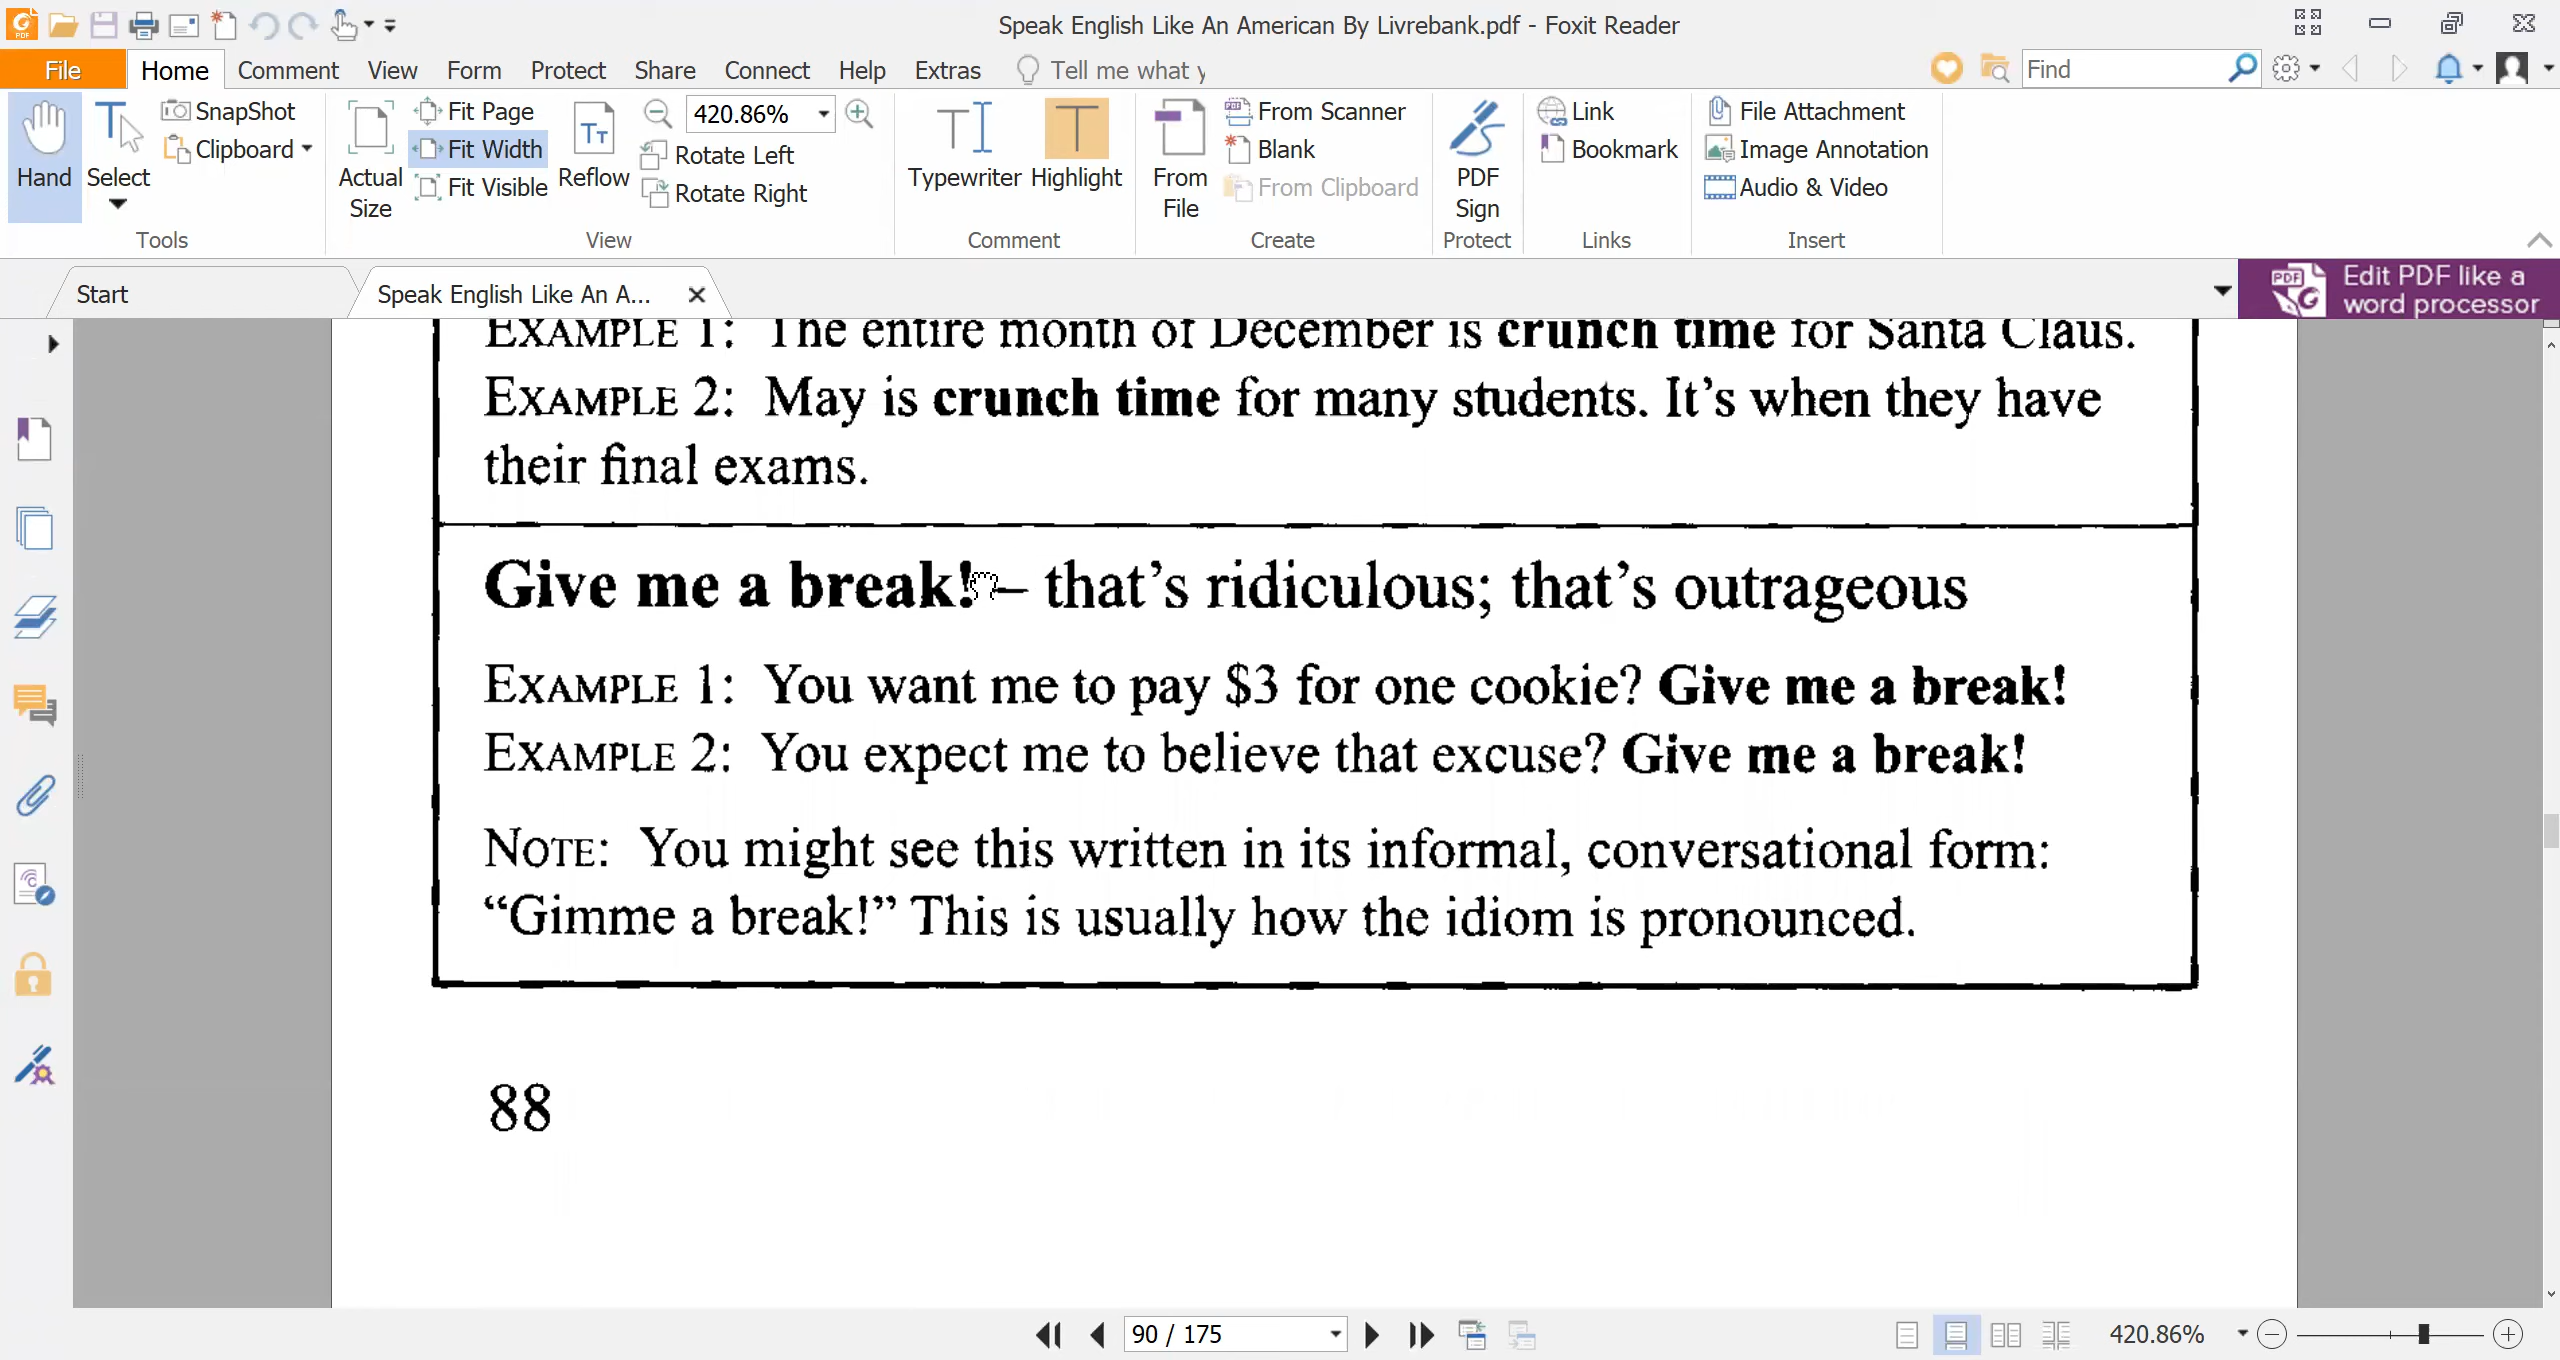 Speak English Like An American By Livrebank.pdf - Foxit Reader
File Home Comment View Form Protect Share Connect Help Extras Tell me what y Find
Hand Select SnapShot Clipboard
Tools
Actual Size Fit Page Fit Width Fit Visible Reflow 420.86% Rotate Left Rotate Right
View
Typewriter Highlight
Comment
From File From Scanner Blank From Clipboard
Create
PDF Sign
Protect
Link Bookmark
Links
File Attachment Image Annotation Audio & Video
Insert
Start Speak English Like An A...
Edit PDF like a
word processor
EXAMPLE 1: The entire month of December is crunch time for Santa Claus.
EXAMPLE 2: May is crunch time for many students. It’s when they have
their final exams.
Give me a break! – that’s ridiculous; that’s outrageous
EXAMPLE 1: You want me to pay $3 for one cookie? Give me a break!
EXAMPLE 2: You expect me to believe that excuse? Give me a break!
NOTE: You might see this written in its informal, conversational form:
“Gimme a break!” This is usually how the idiom is pronounced.
88
90 / 175
420.86%